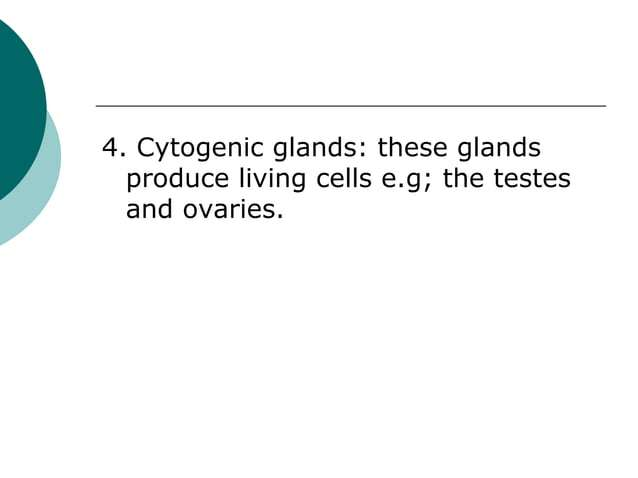 4. Cytogenic glands: these glands
produce living cells e.g; the testes
and ovaries.